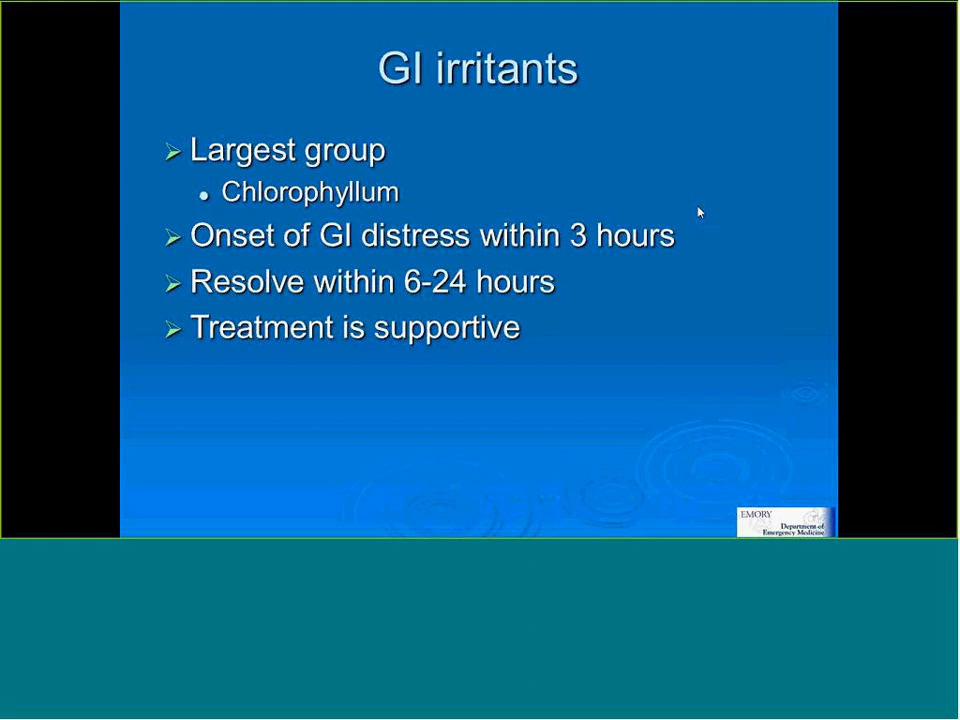 GI irritants
Largest group
Chlorophyllum
Onset of GI distress within 3 hours
Resolve within 6-24 hours
Treatment is supportive
EMORY
Department of
Emergency Medicine